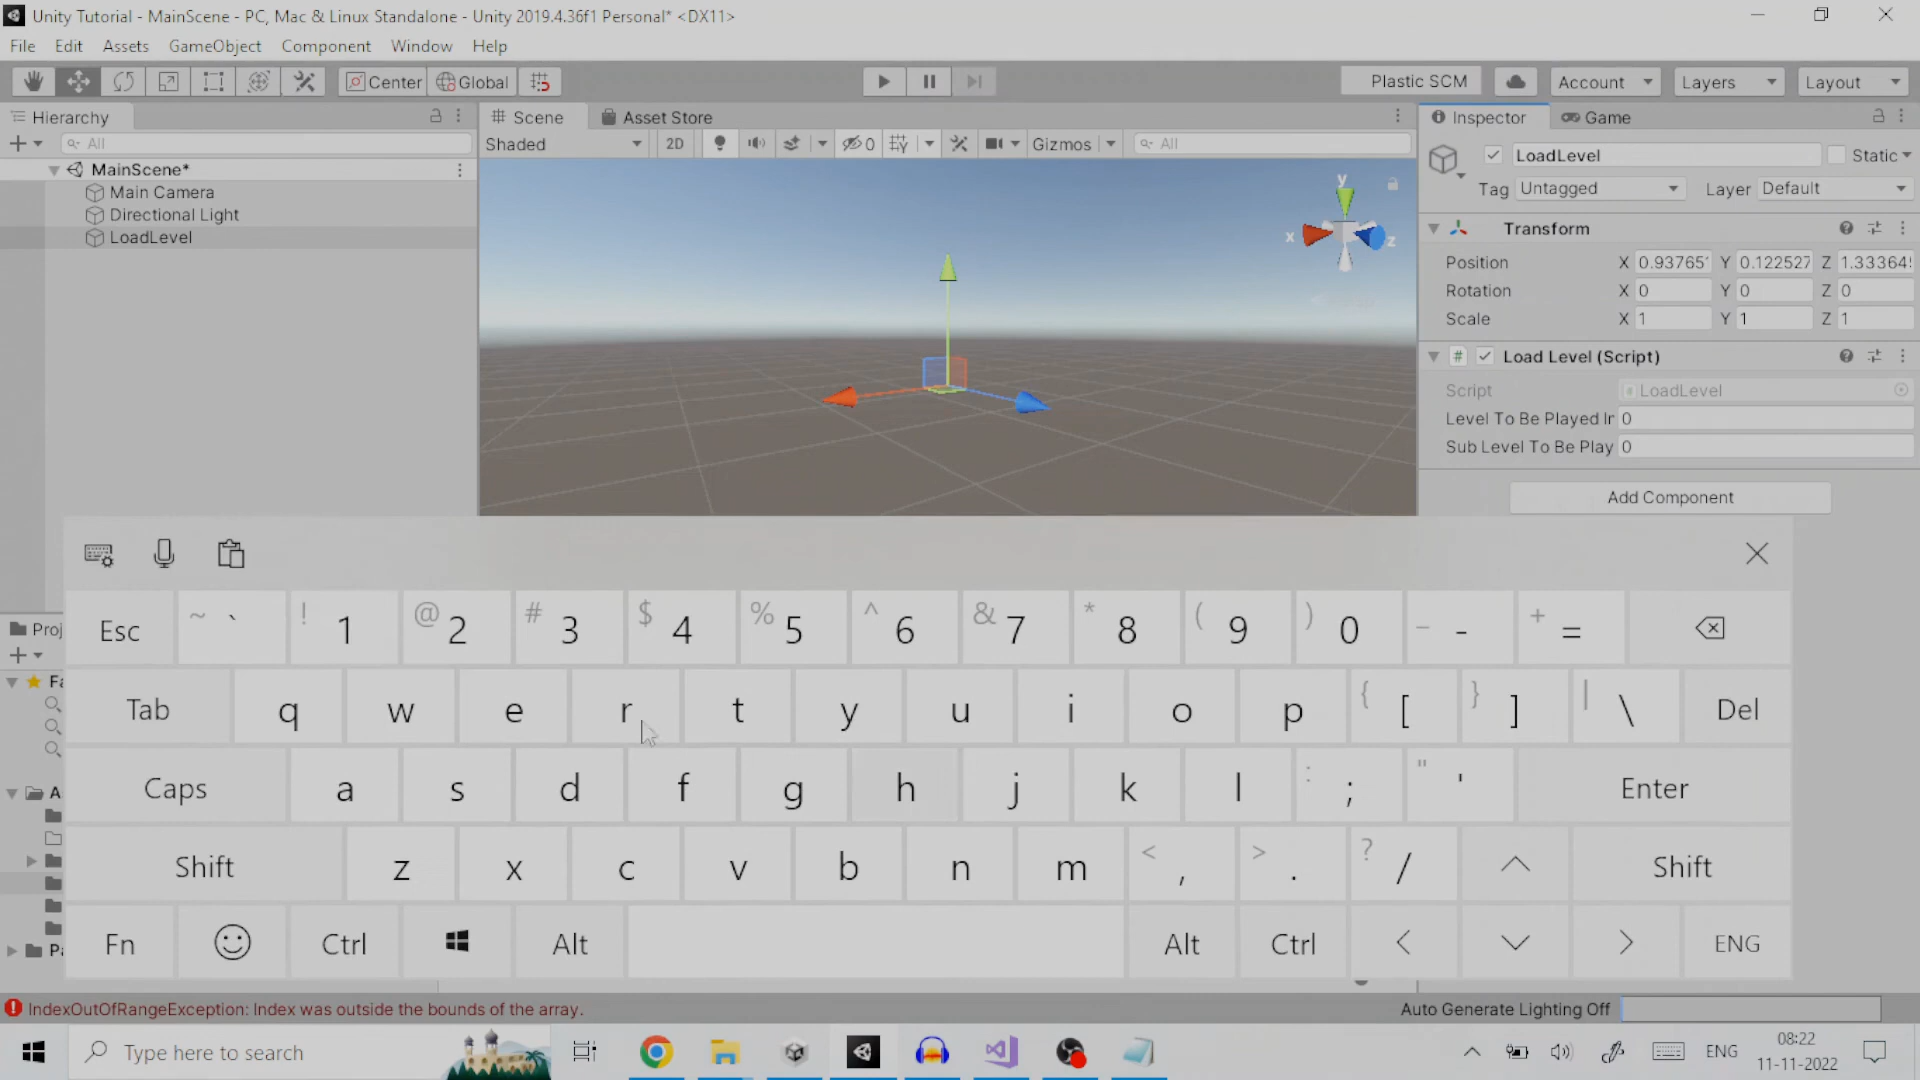 Unity Tutorial - MainScene - PC, Mac & Linux Standalone - Unity 2019.4.36f1 Personal* <DX11>
File Edit Assets GameObject Component Window Help
Center Global Plastic SCM Account Layers Layout
Hierarchy Scene Asset Store Inspector Game
All Shaded 2D 0 Gizmos All LoadLevel Static
MainScene* Tag Untagged Layer Default
Main Camera
Directional Light Transform
LoadLevel
y
x z
Position X 0.93765 Y 0.122527 Z 1.33364
Rotation X 0 Y 0 Z 0
Scale X 1 Y 1 Z 1
# Load Level (Script)
Script LoadLevel
Level To Be Played Ir 0
Sub Level To Be Play 0
Add Component
Proj
Fa
A
Pa
Esc ~ ` ! 1 @ 2 # 3 $ 4 % 5 ^ 6 & 7 * 8 ( 9 ) 0 _ - + =
Tab q w e r t y u i o p { [ } ] | \ Del
Caps a s d f g h j k l : ; " ' Enter
Shift z x c v b n m < , > . ? / Shift
Fn Ctrl Alt Alt Ctrl ENG
IndexOutOfRangeException: Index was outside the bounds of the array. Auto Generate Lighting Off
Type here to search ENG 08:22
11-11-2022